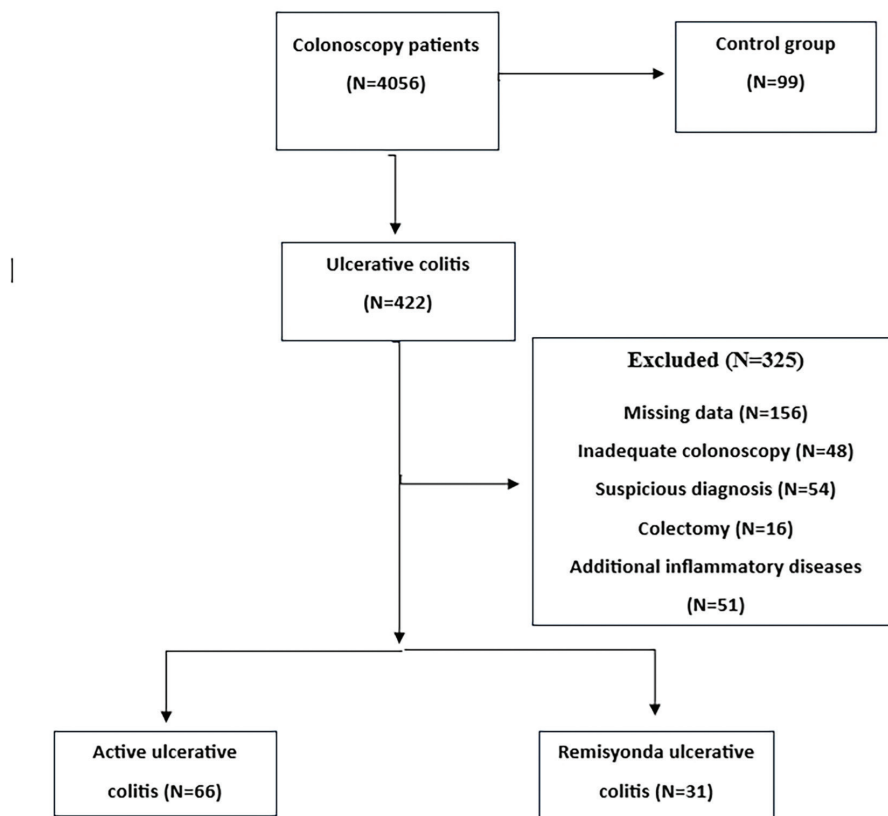 Colonoscopy patients
(N=4056)
Control group
(N=99)
Ulcerative colitis
(N=422)
Excluded (N=325)
Missing data (N=156)
Inadequate colonoscopy (N=48)
Suspicious diagnosis (N=54)
Colectomy (N=16)
Additional inflammatory diseases
(N=51)
Active ulcerative
colitis (N=66)
Remisyonda ulcerative
colitis (N=31)